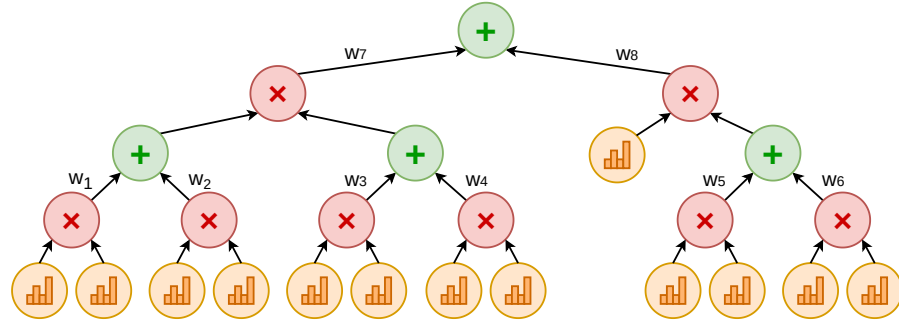 +
w7 w8
× ×
+ + +
w1 w2 w3 w4 w5 w6
× × × × × ×